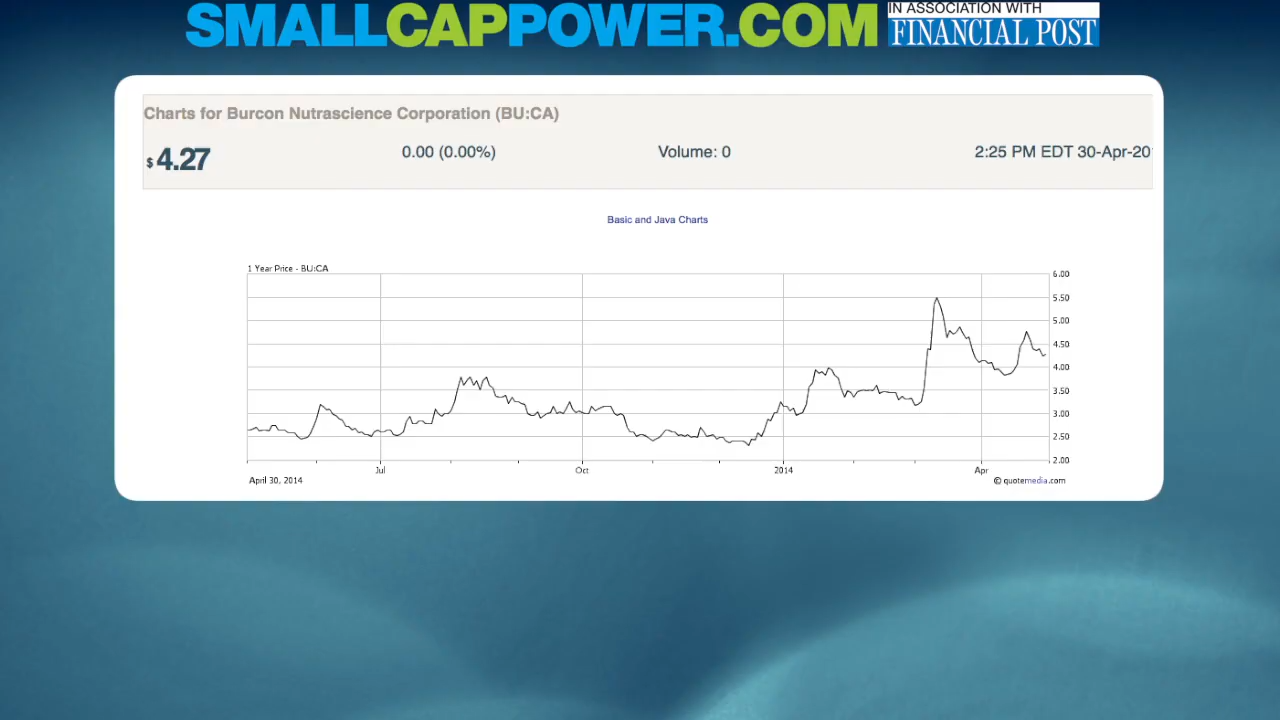 SMALLCAPPOWER.COM
IN ASSOCIATION WITH
FINANCIAL POST
Charts for Burcon Nutrascience Corporation (BU:CA)
$4.27 0.00 (0.00%) Volume: 0 2:25 PM EDT 30-Apr-20
Basic and Java Charts
1 Year Price - BU:CA
6.00
5.50
5.00
4.50
4.00
3.50
3.00
2.50
2.00
Jul Oct 2014 Apr
April 30, 2014 © quotemedia.com